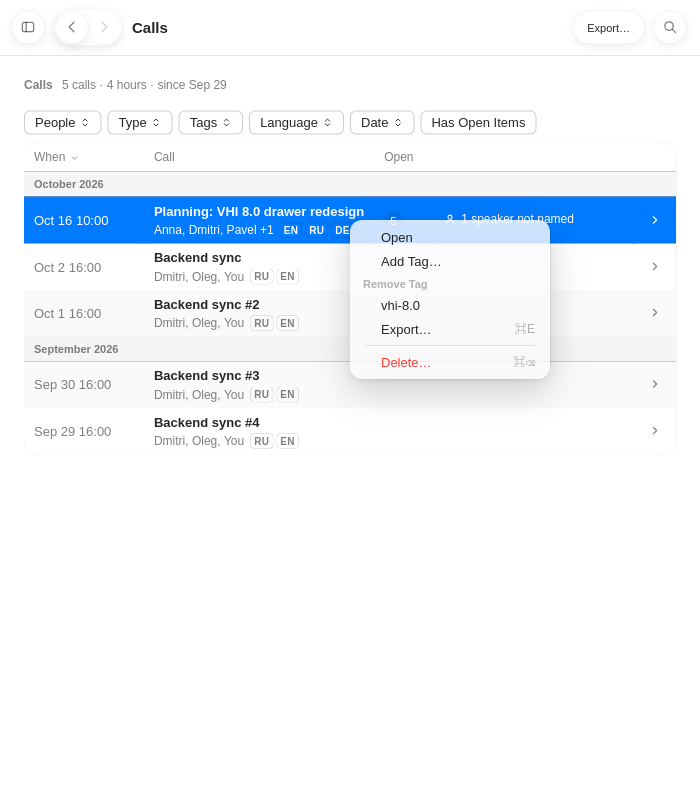 Calls
Export…
Calls 5 calls · 4 hours · since Sep 29
People Type Tags Language Date Has Open Items
When Call Open
October 2026
Oct 16 10:00
Planning: VHI 8.0 drawer redesign
Anna, Dmitri, Pavel +1 EN RU DE
5
1 speaker not named
Open
Add Tag…
Remove Tag
vhi-8.0
Export… ⌘E
Delete… ⌘⌫
Oct 2 16:00
Backend sync
Dmitri, Oleg, You RU EN
Oct 1 16:00
Backend sync #2
Dmitri, Oleg, You RU EN
September 2026
Sep 30 16:00
Backend sync #3
Dmitri, Oleg, You RU EN
Sep 29 16:00
Backend sync #4
Dmitri, Oleg, You RU EN